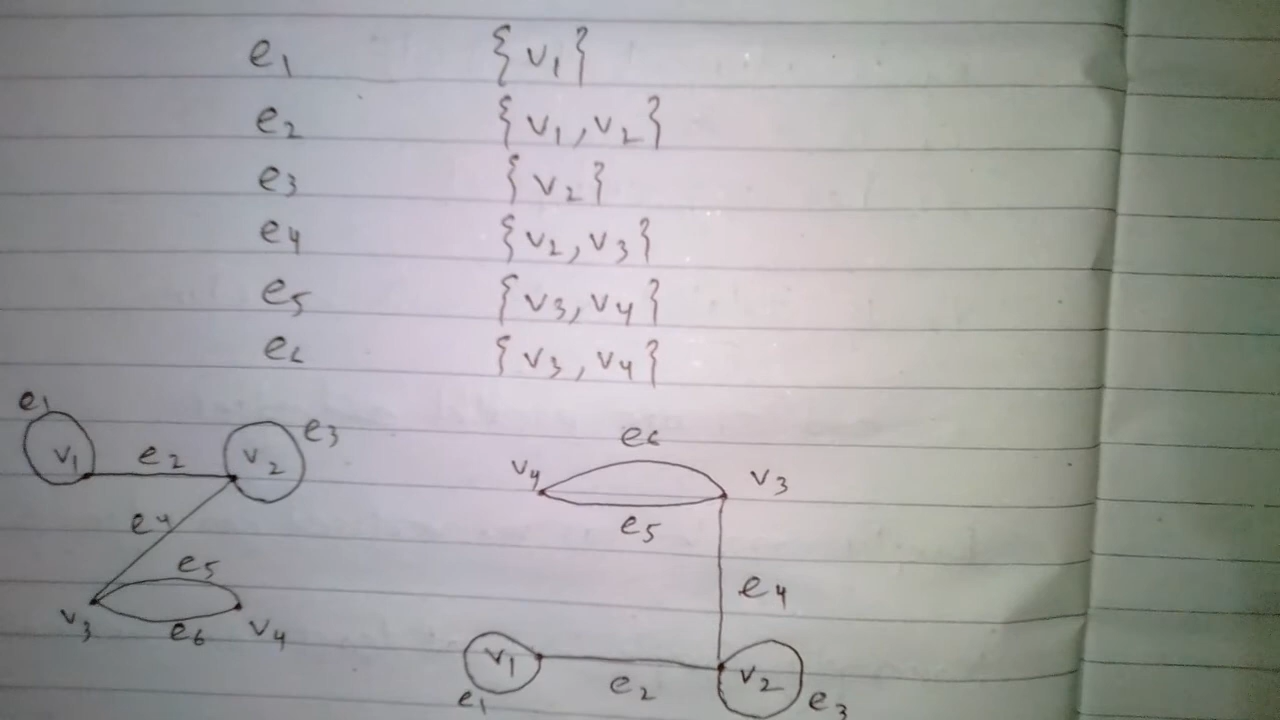 e1 {v1}
e2 {v1, v2}
e3 {v2}
e4 {v2, v3}
e5 {v3, v4}
e6 {v3, v4}
e1
v1 e2 v2 e3
e4
e5
v3 e6 v4
e6
v4 v3
e5
e4
v1 v2
e1 e2 e3